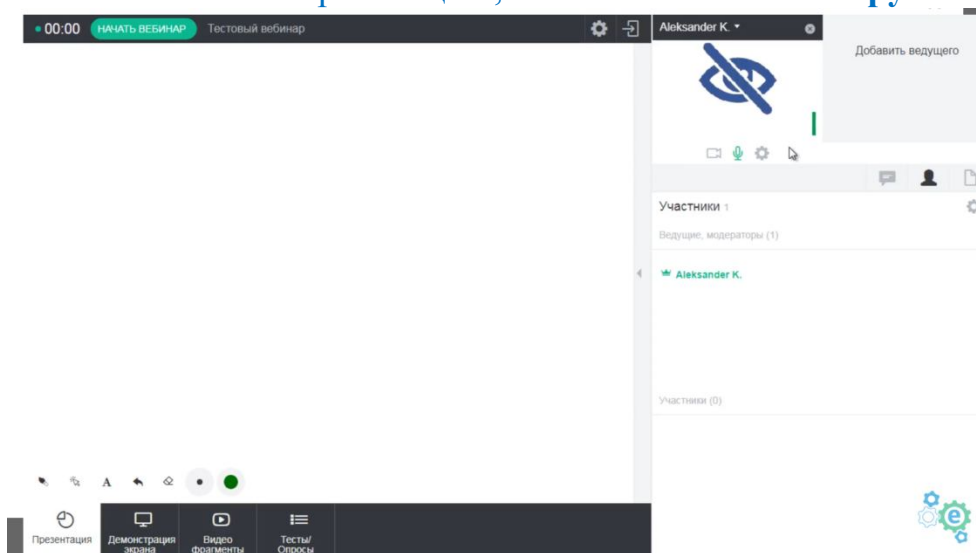 00:00 НАЧАТЬ ВЕБИНАР Тестовый вебинар
Aleksander K.
Добавить ведущего
Участники 1
Ведущие, модераторы (1)
Aleksander K.
Участники (0)
A
Презентация
Демонстрация экрана
Видео фрагменты
Тесты/ Опросы
e